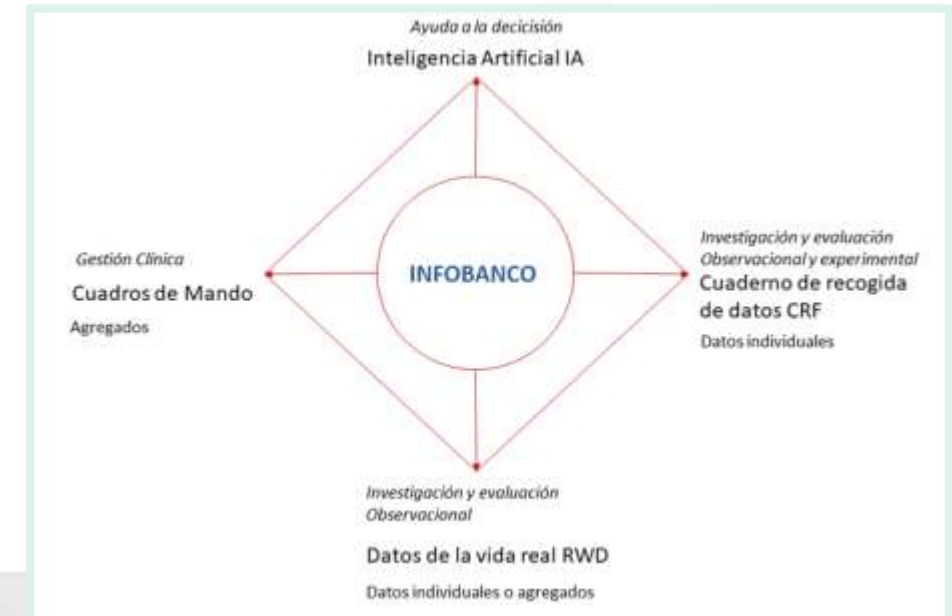 Ayuda a la decicisión
Inteligencia Artificial IA
Gestión Clínica
Cuadros de Mando
Agregados
INFOBANCO
Investigación y evaluación
Observacional y experimental
Cuaderno de recogida
de datos CRF
Datos individuales
Investigación y evaluación
Observacional
Datos de la vida real RWD
Datos individuales o agregados